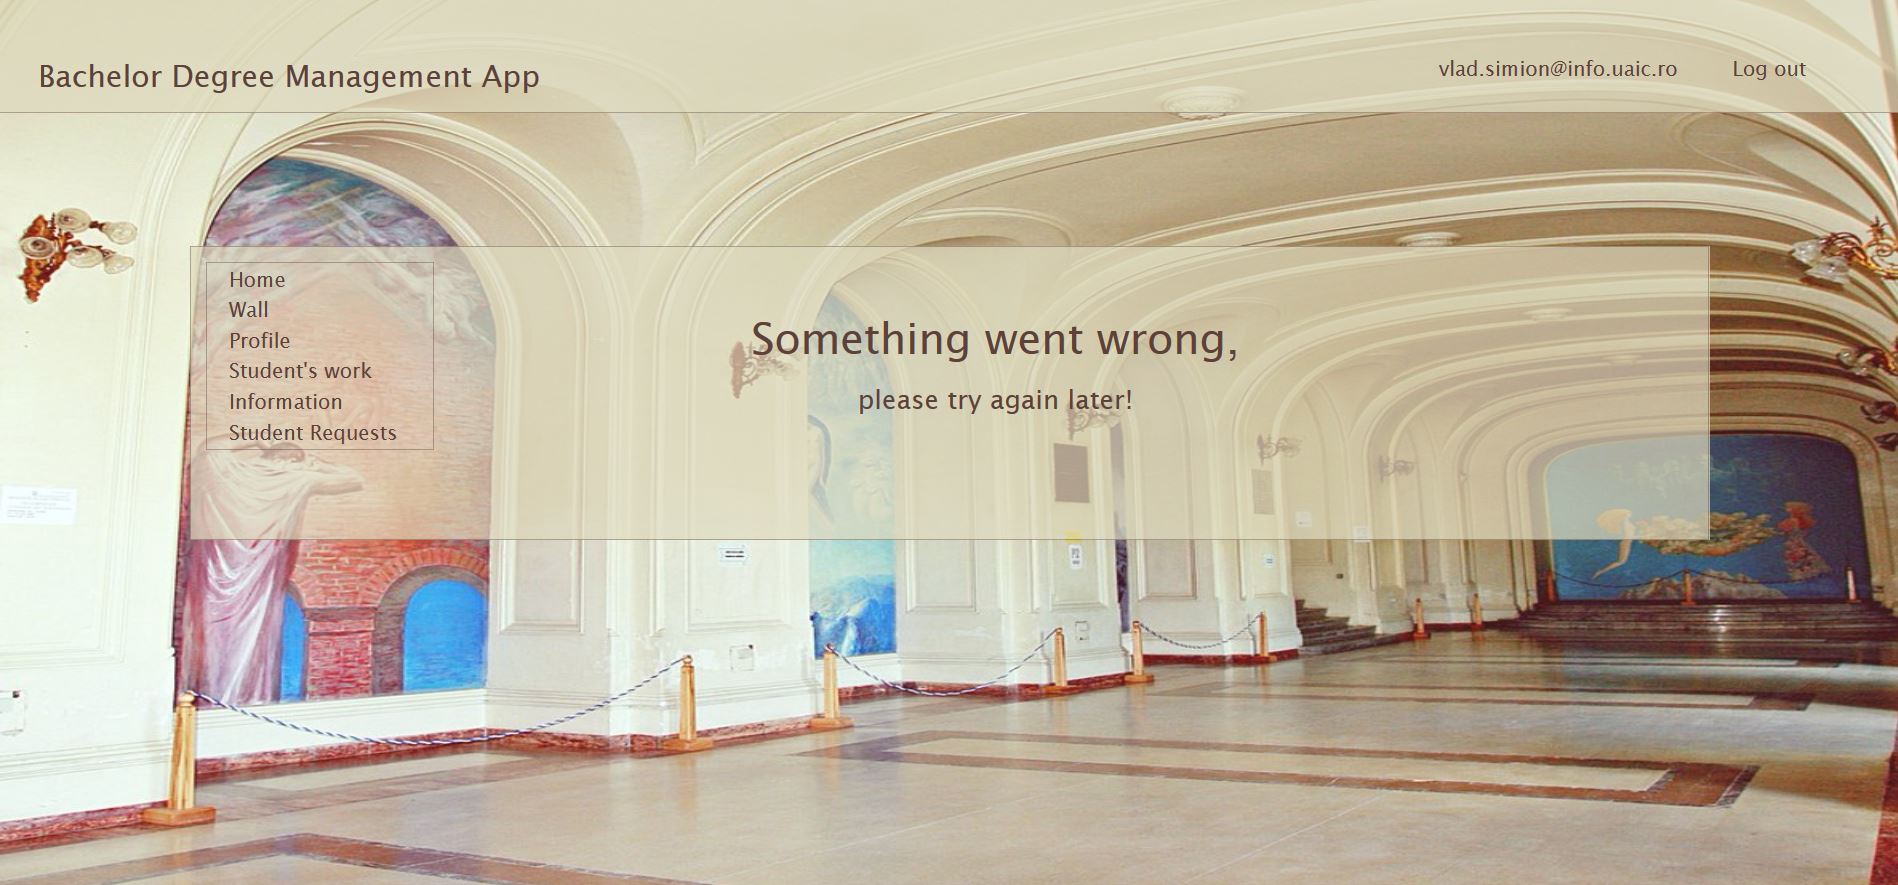 Bachelor Degree Management App
vlad.simion@info.uaic.ro
Log out
Home
Wall
Profile
Student's work
Information
Student Requests
Something went wrong,
please try again later!